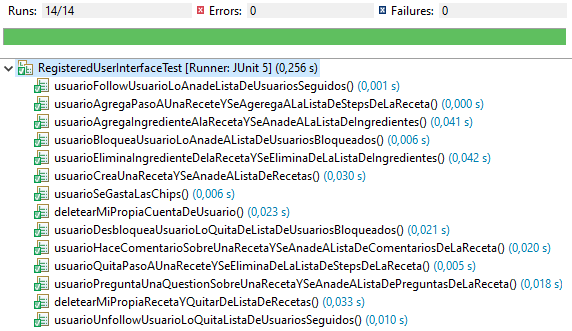 Runs: 14/14 Errors: 0 Failures: 0
RegisteredUserInterfaceTest [Runner: JUnit 5] (0,256 s)
usuarioFollowUsuarioLoAnadeListaDeUsuariosSeguidos() (0,001 s)
usuarioAgregaPasoAUnaReceteYSeAgeregaALaListaDeStepsDeLaReceta() (0,000 s)
usuarioAgregaIngredienteAlaRecetaYSeAnadeALaListaDeIngredientes() (0,041 s)
usuarioBloqueaUsuarioLoAnadeAListaDeUsuariosBloqueados() (0,006 s)
usuarioEliminaIngredienteDelaRecetaYSeEliminaDeLaListaDeIngredientes() (0,042 s)
usuarioCreaUnaRecetaYSeAnadeAListaDeRecetas() (0,030 s)
usuarioSeGastaLasChips() (0,006 s)
deletearMiPropiaCuentaDeUsuario() (0,023 s)
usuarioDesbloqueaUsuarioLoQuitaDeListaDeUsuariosBloqueados() (0,021 s)
usuarioHaceComentarioSobreUnaRecetaYSeAnadeAListaDeComentariosDeLaReceta() (0,020 s)
usuarioQuitaPasoAUnaReceteYSeEliminaDeLaListaDeStepsDeLaReceta() (0,005 s)
usuarioPreguntaUnaQuestionSobreUnaRecetaYSeAnadeAListaDePreguntasDeLaReceta() (0,018 s)
deletearMiPropiaRecetaYQuitarDeListaDeRecetas() (0,033 s)
usuarioUnfollowUsuarioLoQuitaListaDeUsuariosSeguidos() (0,010 s)